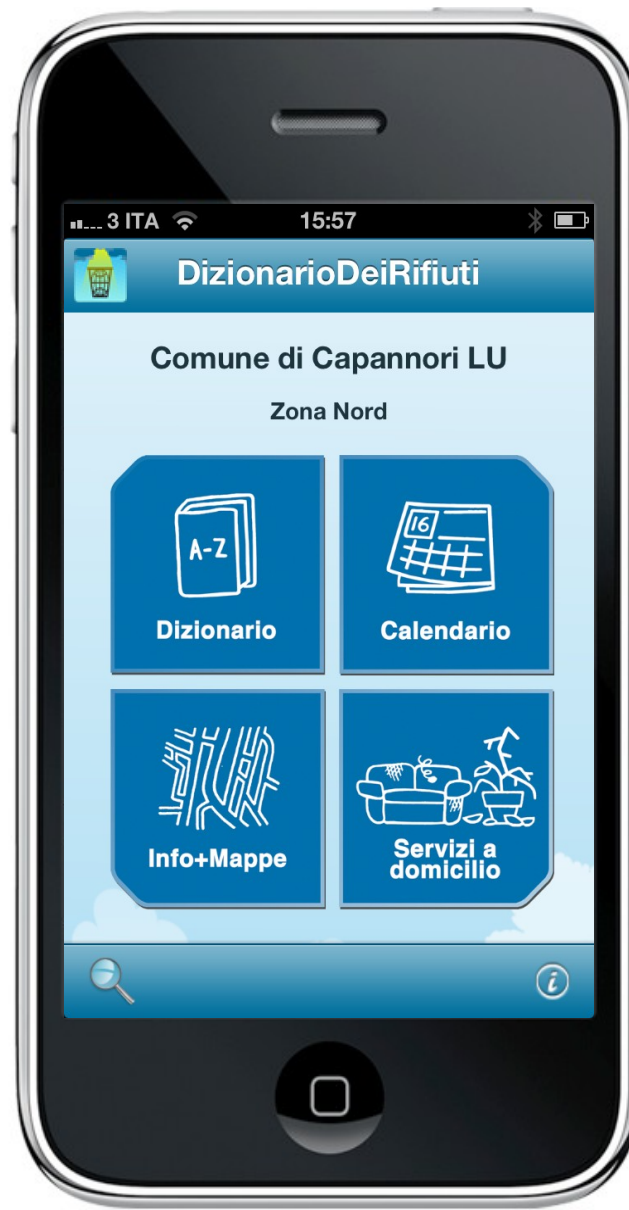 3 ITA 15:57
DizionarioDeiRifiuti
Comune di Capannori LU
Zona Nord
A-Z
16
Dizionario
Calendario
Info+Mappe
Servizi a
domicilio
i